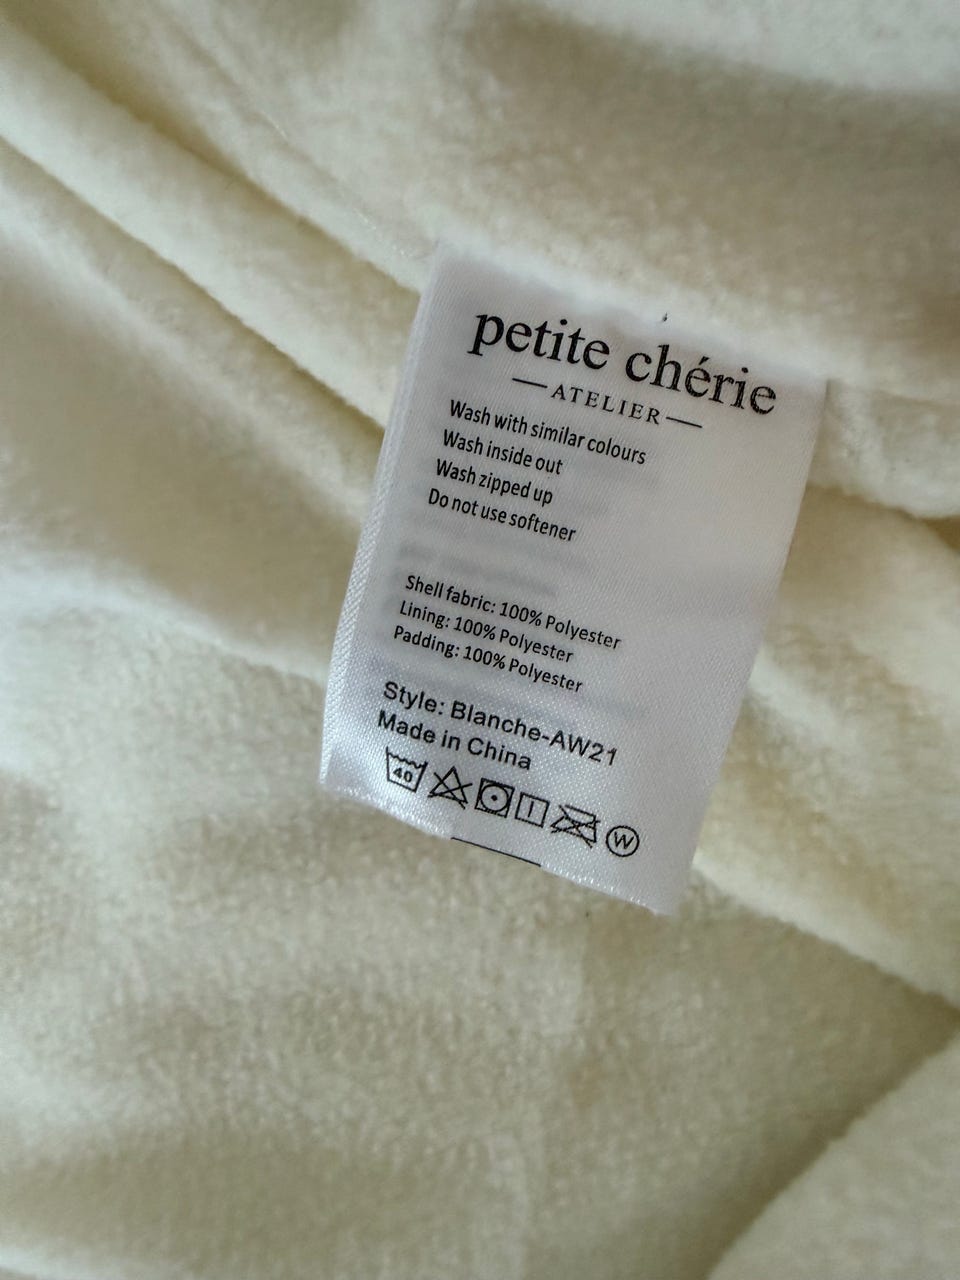 petite chérie
ATELIER
Wash with similar colours
Wash inside out
Wash zipped up
Do not use softener
Shell fabric: 100% Polyester
Lining: 100% Polyester
Padding: 100% Polyester
Style: Blanche-AW21
Made in China
40 W